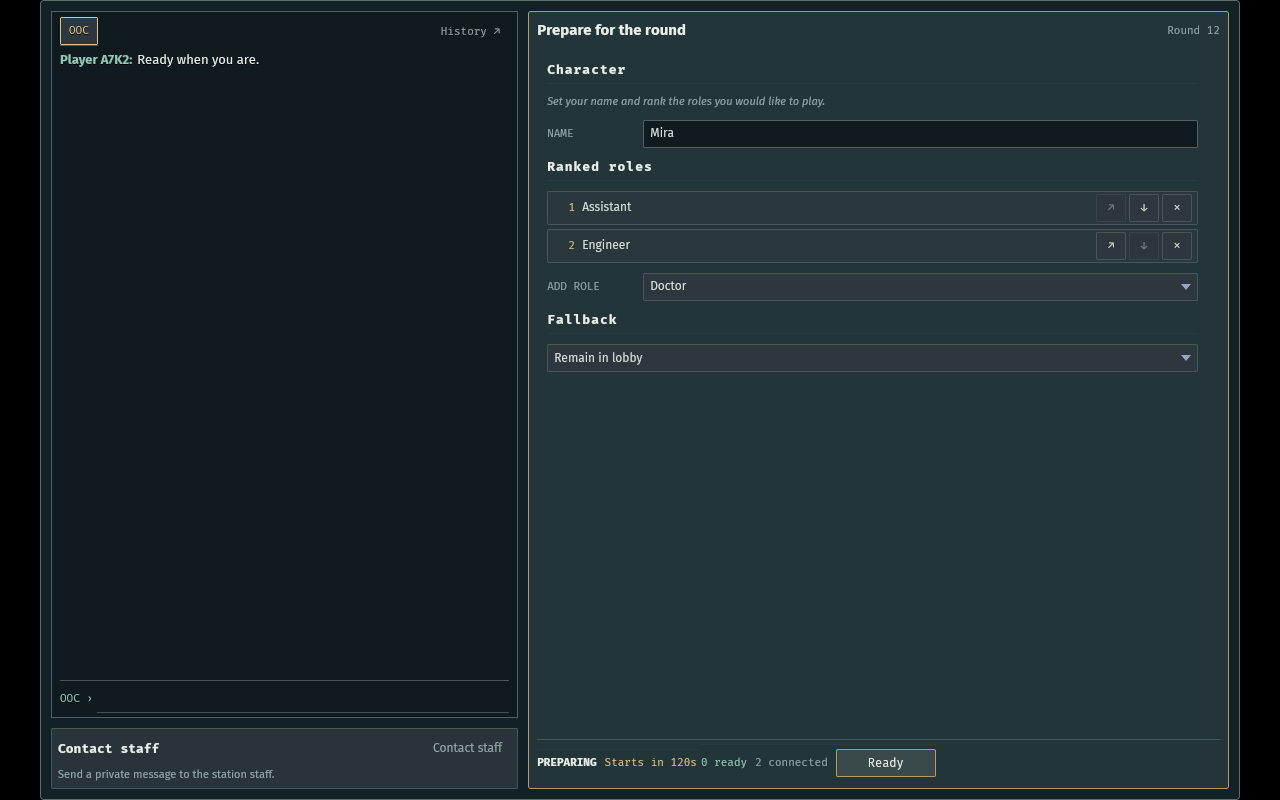 OOC
History ↗
Player A7K2: Ready when you are.
OOC ›
Contact staff
Contact staff
Send a private message to the station staff.
Prepare for the round
Round 12
Character
Set your name and rank the roles you would like to play.
NAME
Mira
Ranked roles
1 Assistant ↗ ↓ ×
2 Engineer ↗ ↓ ×
ADD ROLE
Doctor
Fallback
Remain in lobby
PREPARING Starts in 120s 0 ready 2 connected
Ready